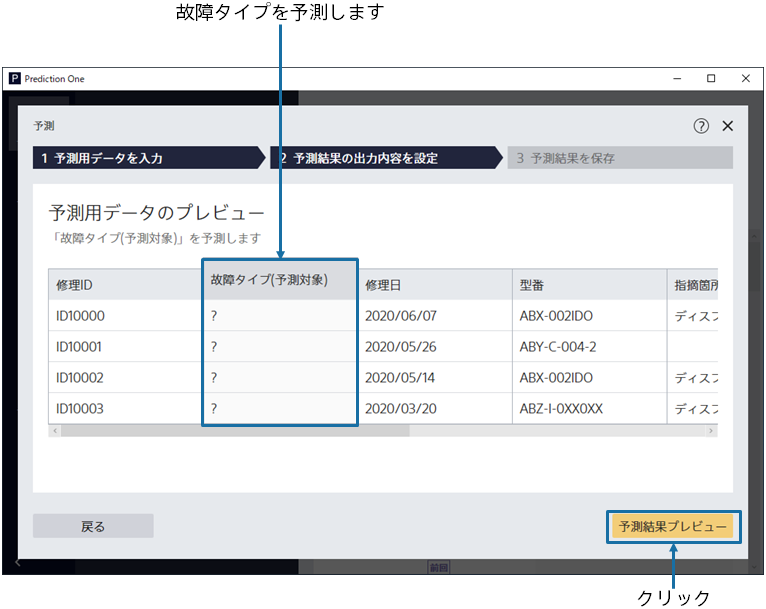 故障タイプを予測します
P Prediction One
予測
1 予測用データを入力
2 予測結果の出力内容を設定
3 予測結果を保存
予測用データのプレビュー
「故障タイプ(予測対象)」を予測します
修理ID 故障タイプ(予測対象) 修理日 型番 指摘箇所
ID10000 ? 2020/06/07 ABX-002IDO ディスプ
ID10001 ? 2020/05/26 ABY-C-004-2
ID10002 ? 2020/05/14 ABX-002IDO ディスプ
ID10003 ? 2020/03/20 ABZ-I-0XX0XX ディスプ
戻る 予測結果プレビュー
前回
クリック